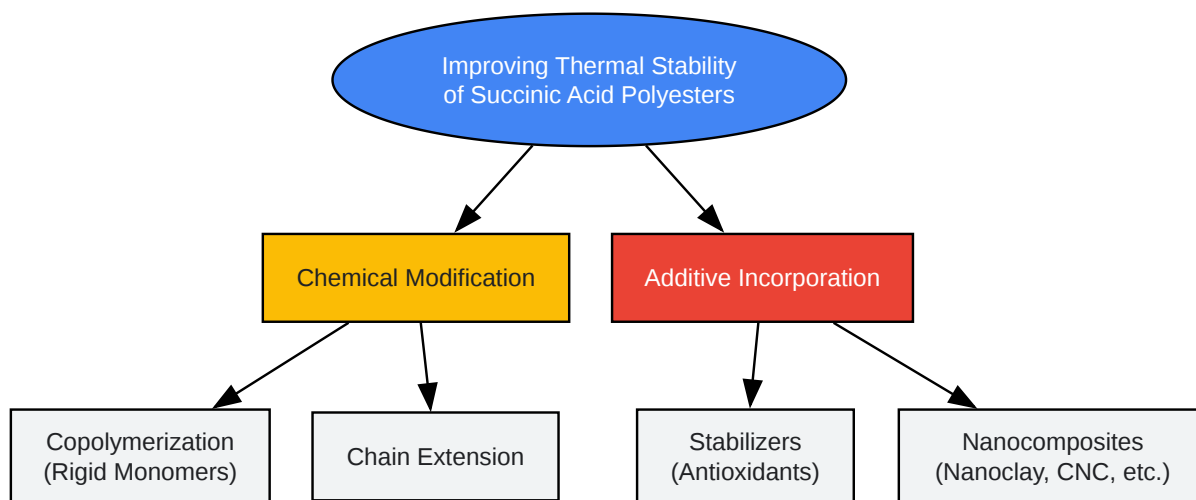 Improving Thermal Stability
of Succinic Acid Polyesters
Chemical Modification
Additive Incorporation
Copolymerization
(Rigid Monomers)
Chain Extension
Stabilizers
(Antioxidants)
Nanocomposites
(Nanoclay, CNC, etc.)